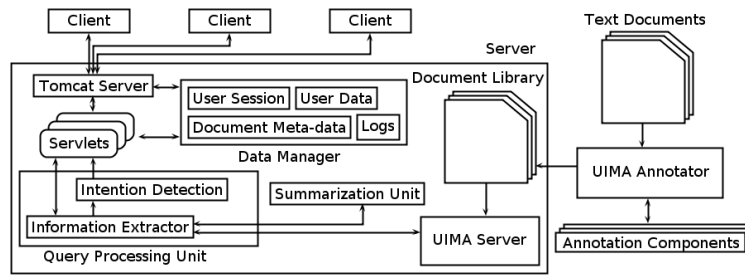 Client
Client
Client
Text Documents
Server
Tomcat Server
Document Library
User Session
User Data
Document Meta-data
Logs
Servlets
Data Manager
UIMA Annotator
Intention Detection
Summarization Unit
Information Extractor
UIMA Server
Annotation Components
Query Processing Unit